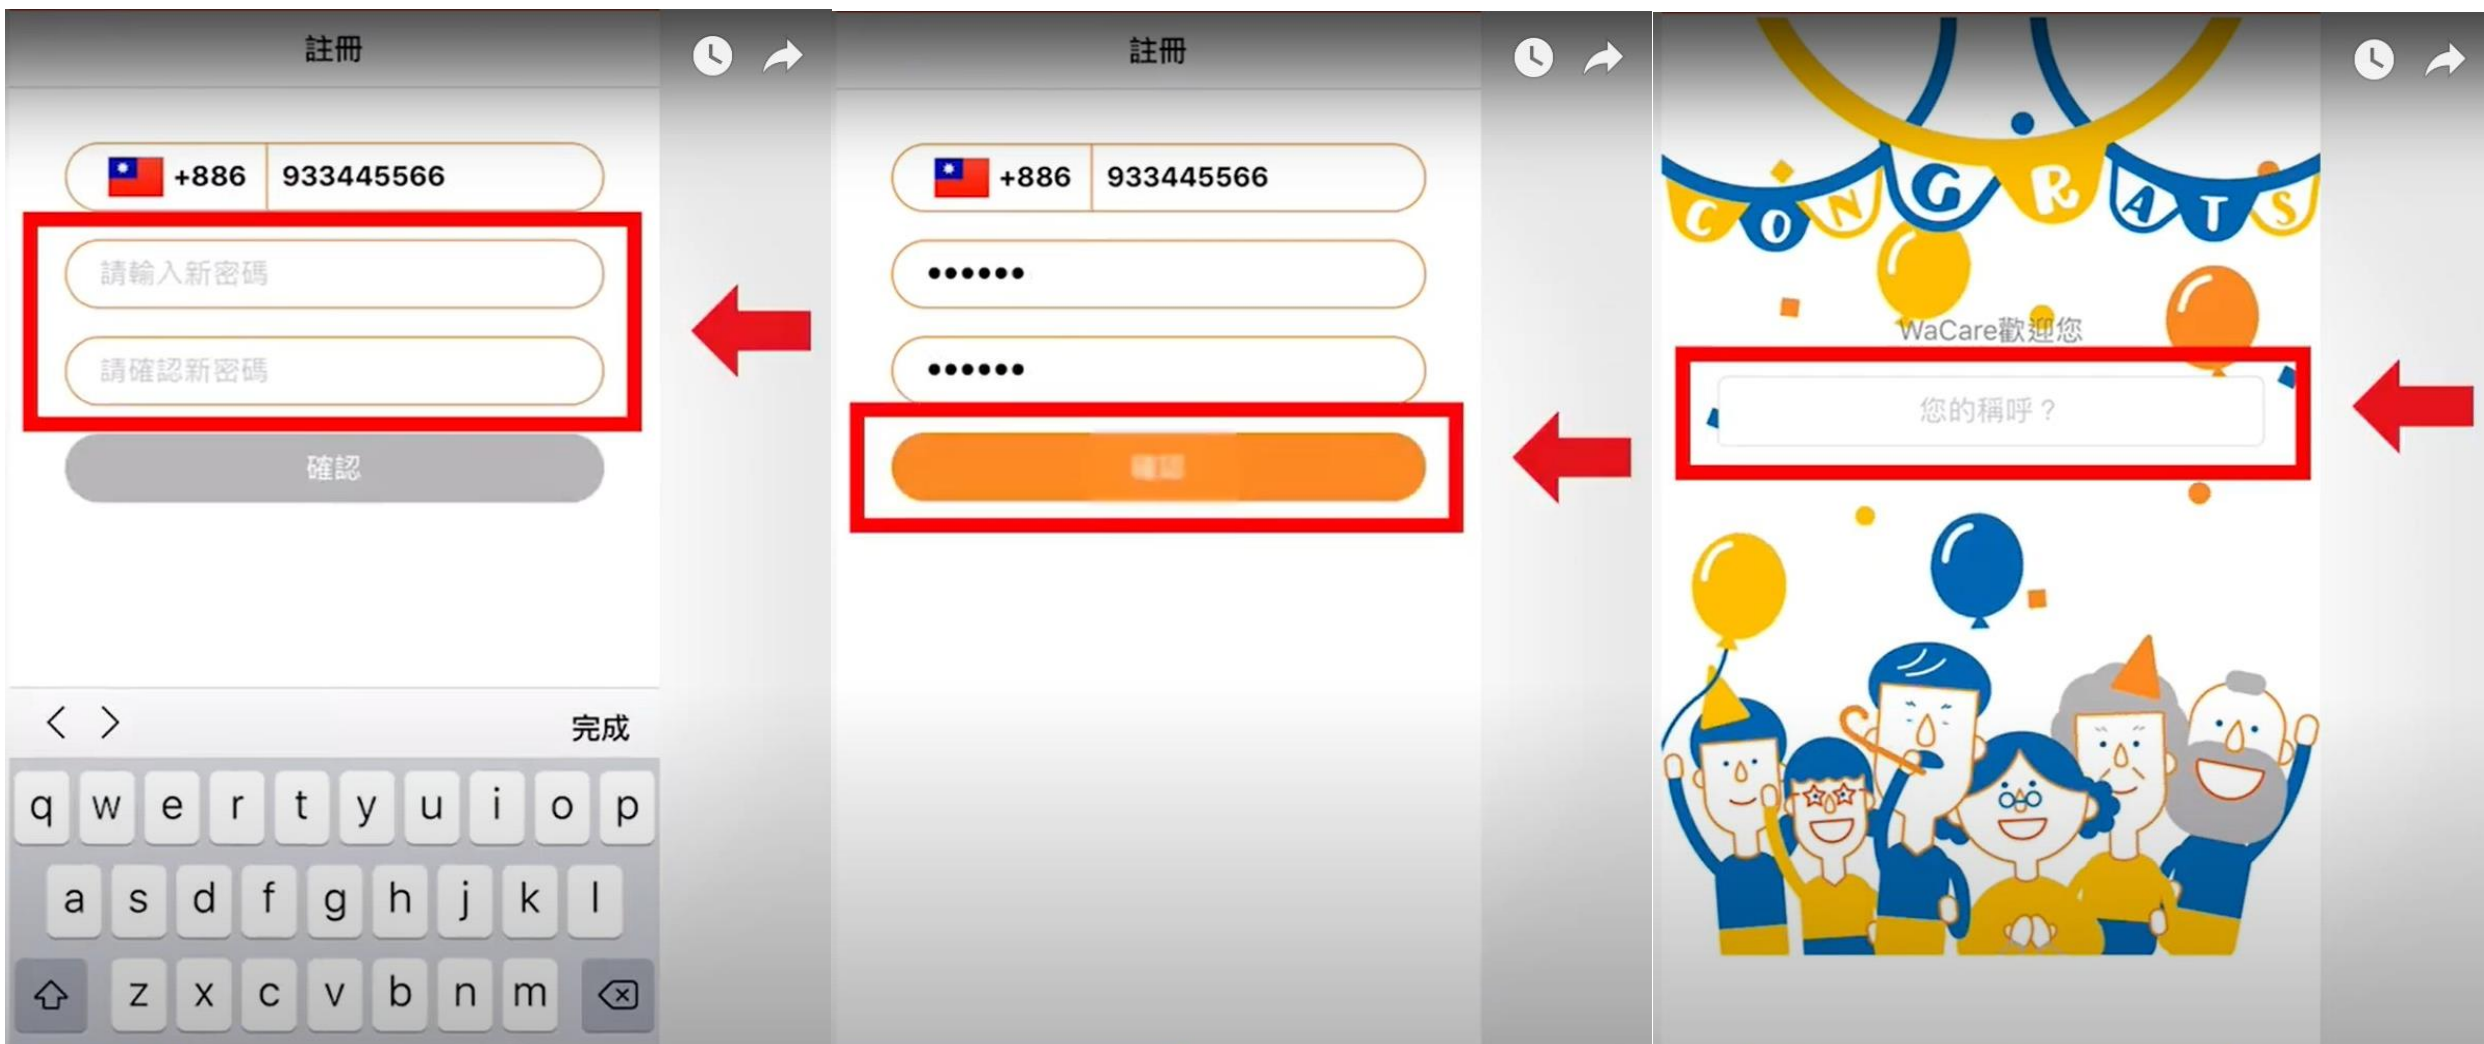 註冊
+886 933445566
請輸入新密碼
請確認新密碼
確認
完成
q w e r t y u i o p
a s d f g h j k l
z x c v b n m
註冊
+886 933445566
••••••
••••••
確認
CONGRATS
WaCare歡迎您
您的稱呼？